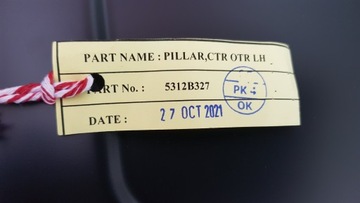 PART NAME : PILLAR,CTR OTR LH
PART No. : 5312B327
PK
OK
DATE : 27 OCT 2021